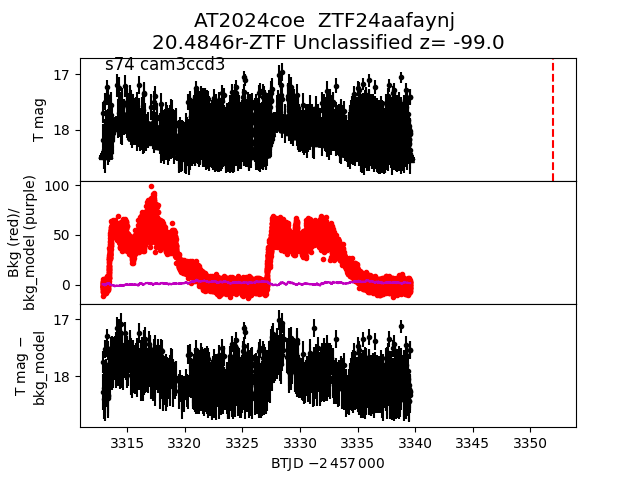 AT2024coe  ZTF24aafaynj
20.4846r-ZTF Unclassified z= -99.0
s74 cam3ccd3
17
18
T mag
100
50
0
Bkg (red)/
bkg_model (purple)
17
18
T mag −
bkg_model
3315 3320 3325 3330 3335 3340 3345 3350
BTJD −2 457 000